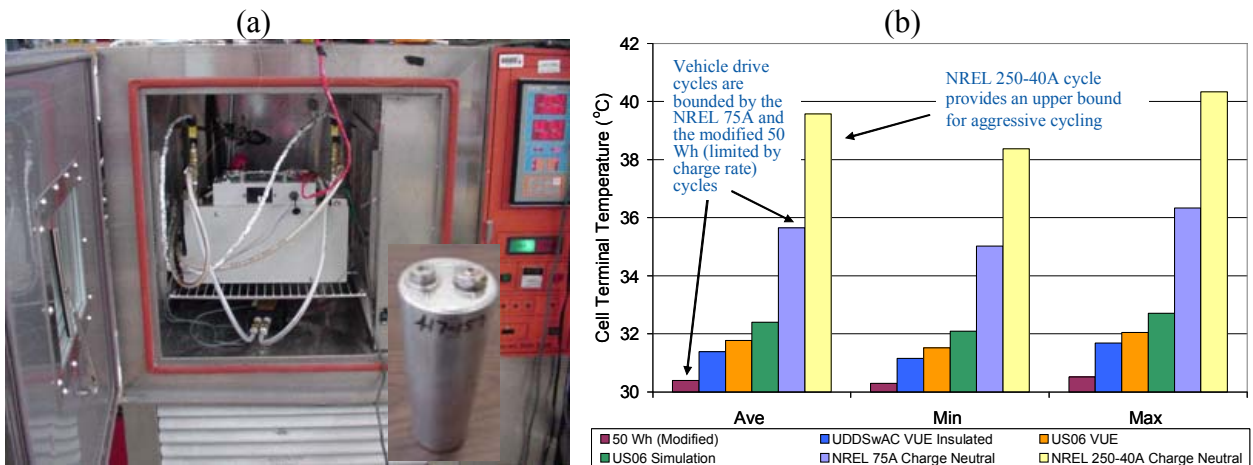 (a)
(b)
42
40
38
36
34
32
30
Cell Terminal Temperature (°C)
Vehicle drive
cycles are
bounded by the
NREL 75A and
the modified 50
Wh (limited by
charge rate)
cycles
NREL 250-40A cycle
provides an upper bound
for aggressive cycling
Ave
Min
Max
50 Wh (Modified)
UDDSwAC VUE Insulated
US06 VUE
US06 Simulation
NREL 75A Charge Neutral
NREL 250-40A Charge Neutral